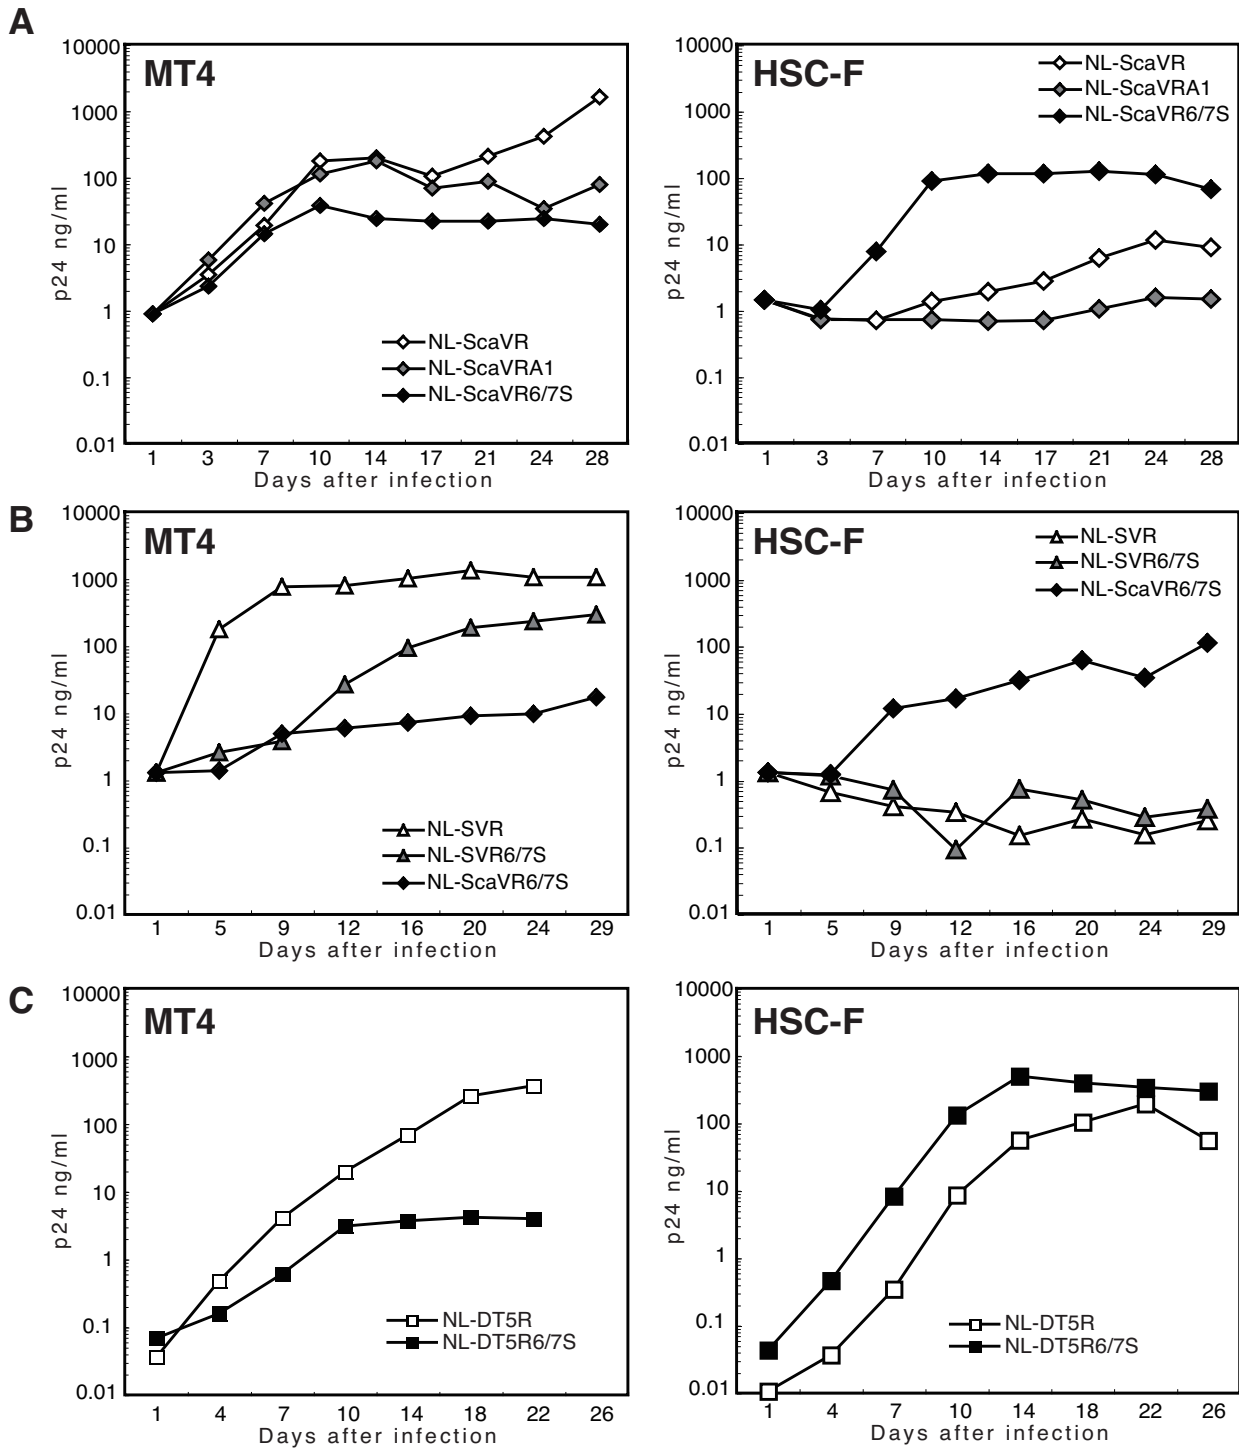 A
MT4
10000
1000
100
10
1
0.1
0.01
p24 ng/ml
NL-ScaVR
NL-ScaVRA1
NL-ScaVR6/7S
1 3 7 10 14 17 21 24 28
Days after infection
HSC-F
10000
1000
100
10
1
0.1
0.01
p24 ng/ml
NL-ScaVR
NL-ScaVRA1
NL-ScaVR6/7S
1 3 7 10 14 17 21 24 28
Days after infection
B
MT4
10000
1000
100
10
1
0.1
0.01
p24 ng/ml
NL-SVR
NL-SVR6/7S
NL-ScaVR6/7S
1 5 9 12 16 20 24 29
Days after infection
HSC-F
10000
1000
100
10
1
0.1
0.01
p24 ng/ml
NL-SVR
NL-SVR6/7S
NL-ScaVR6/7S
1 5 9 12 16 20 24 29
Days after infection
C
MT4
10000
1000
100
10
1
0.1
0.01
p24 ng/ml
NL-DT5R
NL-DT5R6/7S
1 4 7 10 14 18 22 26
Days after infection
HSC-F
10000
1000
100
10
1
0.1
0.01
p24 ng/ml
NL-DT5R
NL-DT5R6/7S
1 4 7 10 14 18 22 26
Days after infection